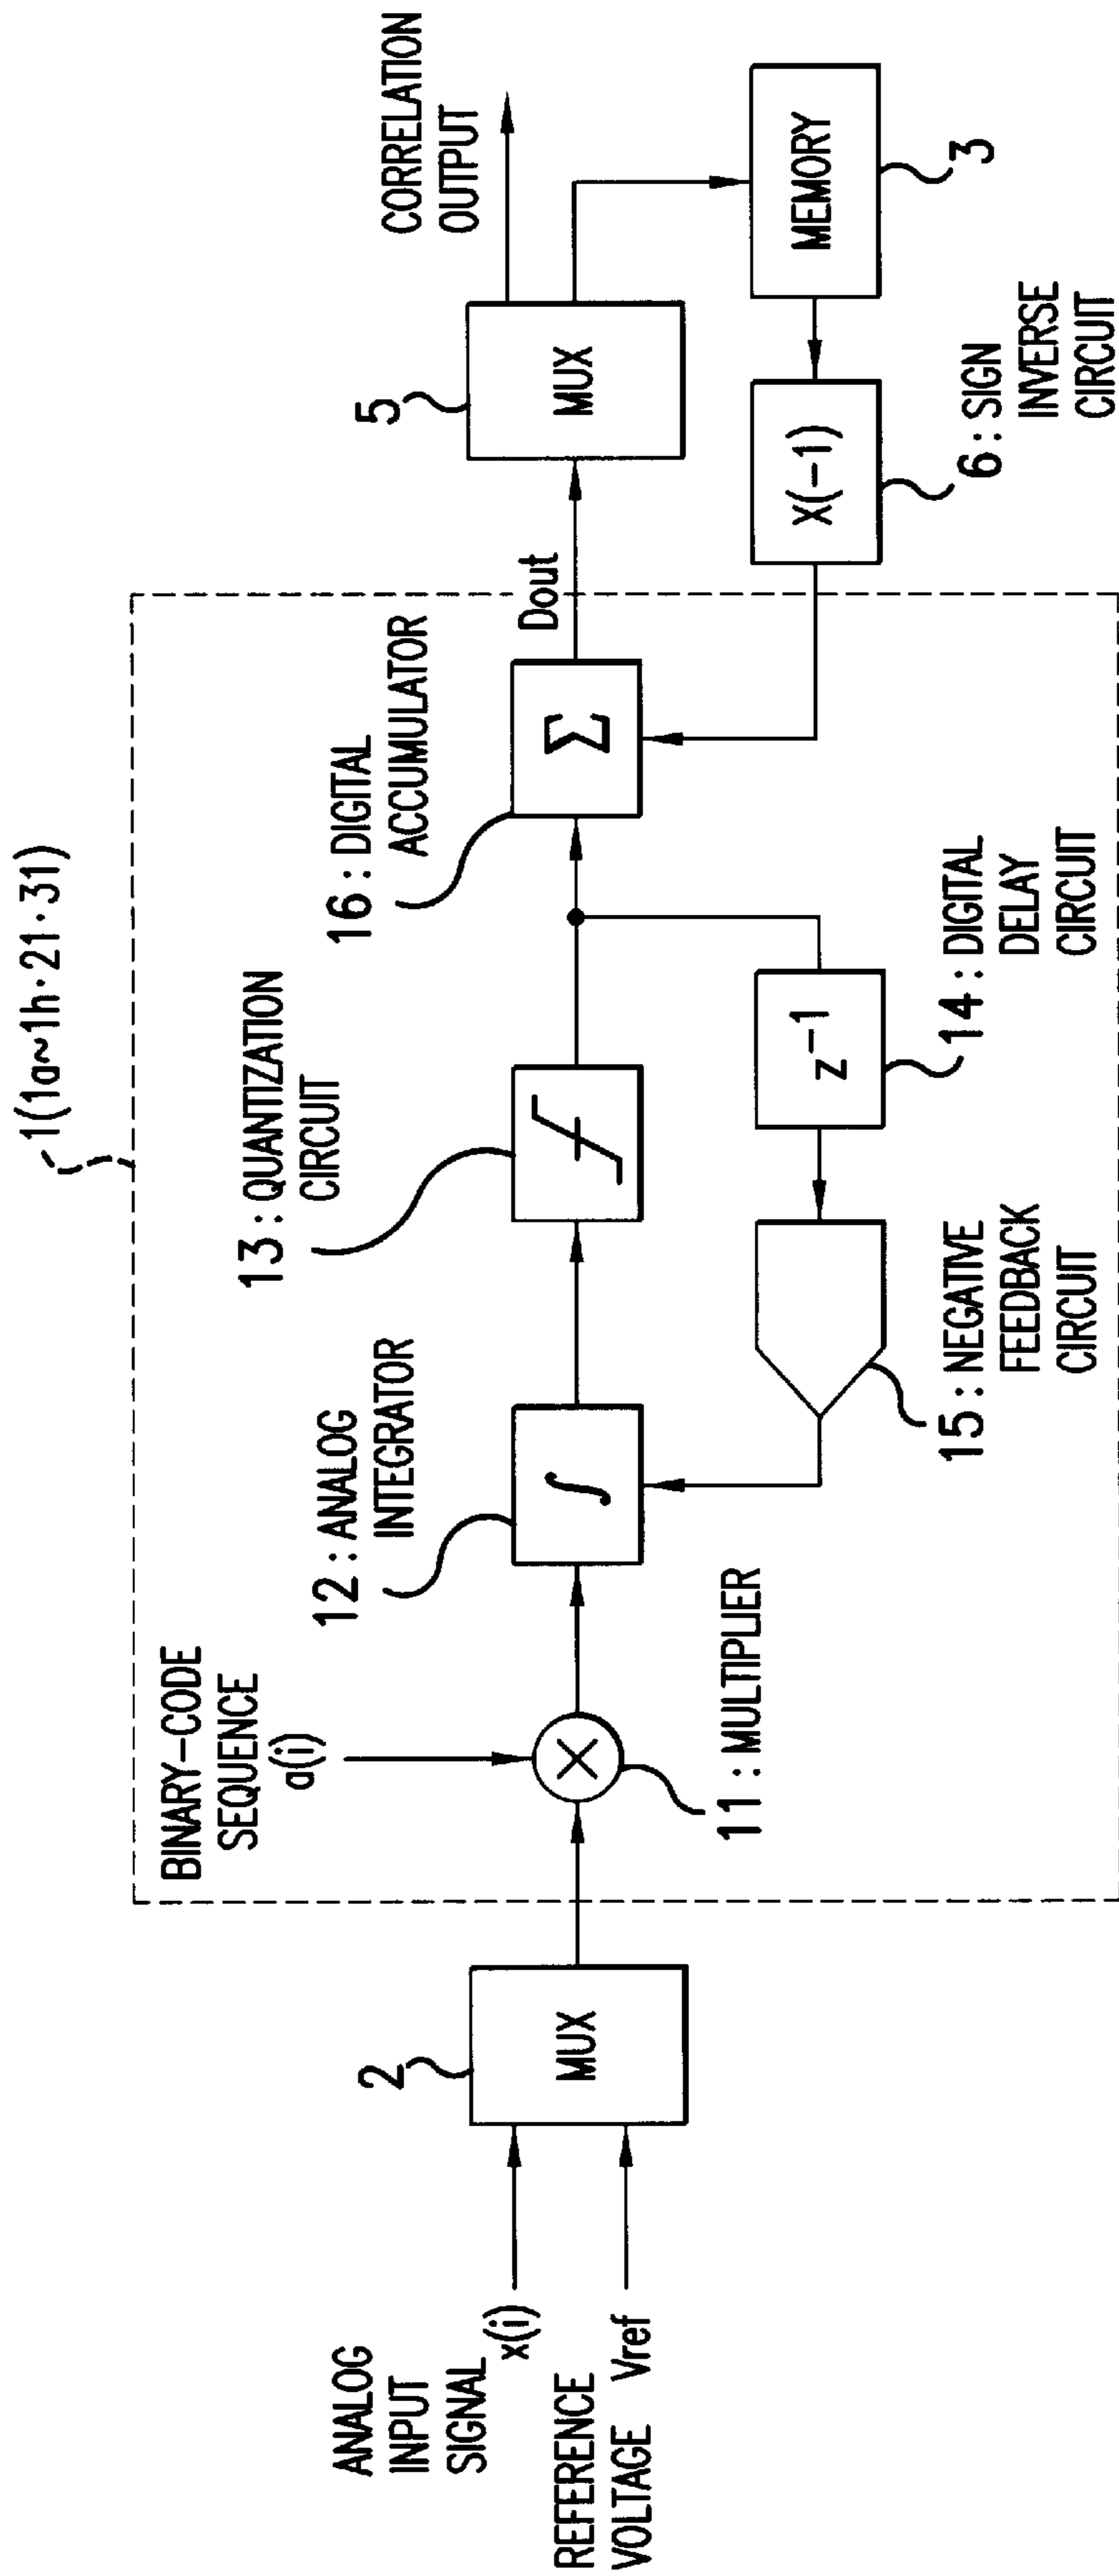 1(1a~1h·21·31)
BINARY-CODE
SEQUENCE
a(i)
ANALOG
INPUT
SIGNAL
x(i)
REFERENCE
VOLTAGE Vref
2
MUX
11 : MULTIPLIER
12 : ANALOG
INTEGRATOR
∫
13 : QUANTIZATION
CIRCUIT
14 : DIGITAL
DELAY
CIRCUIT
z⁻¹
15 : NEGATIVE
FEEDBACK
CIRCUIT
16 : DIGITAL
ACCUMULATOR
Σ
Dout
5
MUX
CORRELATION
OUTPUT
MEMORY
3
X(-1)
6 : SIGN
INVERSE
CIRCUIT